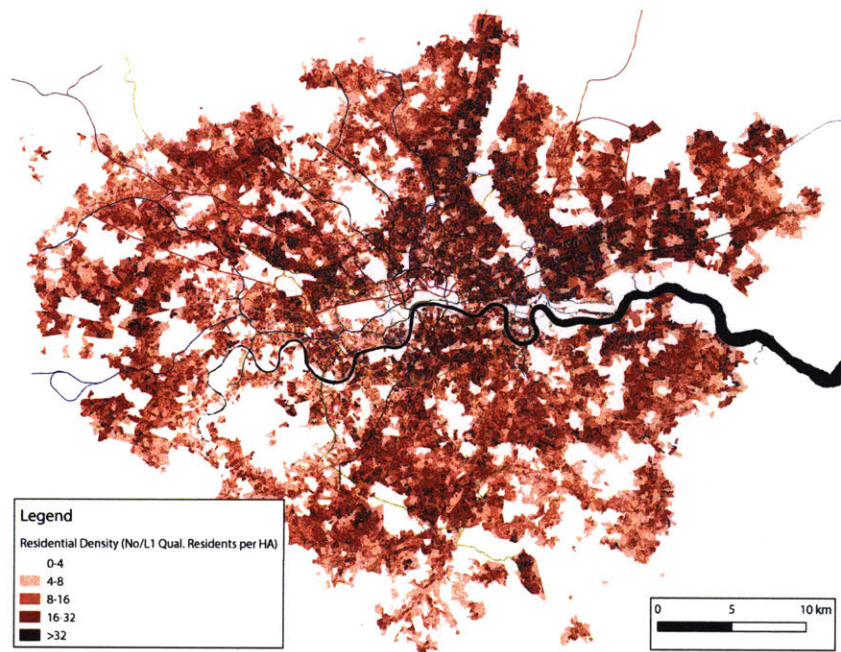 Legend
Residential Density (No/L1 Qual. Residents per HA)
0-4
4-8
8-16
16-32
>32
0 5 10 km